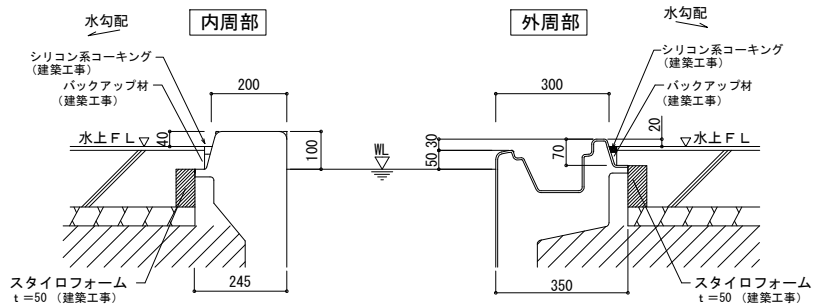 水勾配
内周部
外周部
水勾配
シリコン系コーキング
(建築工事)
バックアップ材
(建築工事)
シリコン系コーキング
(建築工事)
バックアップ材
(建築工事)
200
300
水上ＦＬ
40
100
WL
50
30
70
20
水上ＦＬ
スタイロフォーム
ｔ＝50 (建築工事)
245
350
スタイロフォーム
ｔ＝50 (建築工事)